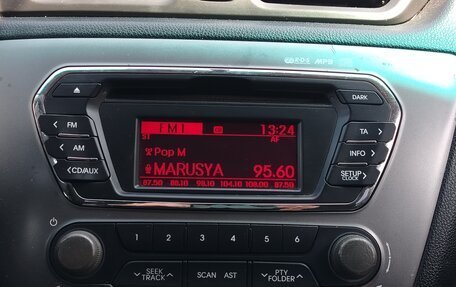 RDS MP3
DARK
FM1 13:24
ST AF
Pop M
MARUSYA 95.60
87.50 88.10 98.10 104.10 108.00 87.50
FM
AM
CD/AUX
TA
INFO
SETUP
CLOCK
1 2 3 4 5 6
SEEK
TRACK
SCAN AST
PTY
FOLDER